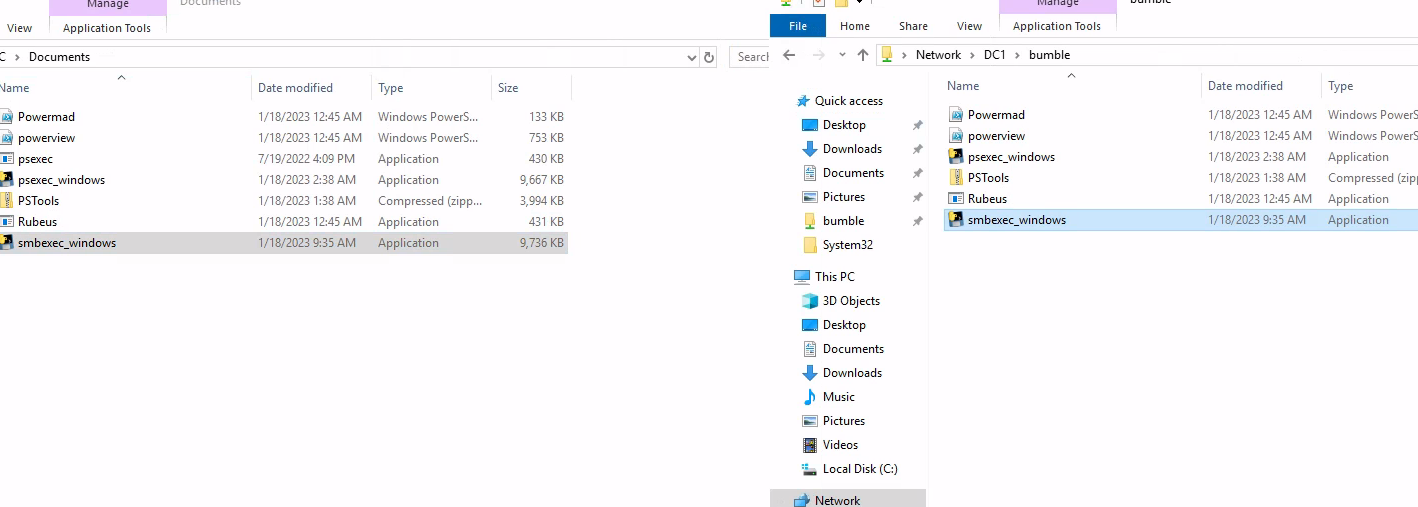 Manage
Documents
View
Application Tools
C > Documents
Search
Name
Date modified
Type
Size
Powermad
1/18/2023 12:45 AM
Windows PowerS...
133 KB
powerview
1/18/2023 12:45 AM
Windows PowerS...
753 KB
psexec
7/19/2022 4:09 PM
Application
430 KB
psexec_windows
1/18/2023 2:38 AM
Application
9,667 KB
PSTools
1/18/2023 1:38 AM
Compressed (zipp...
3,994 KB
Rubeus
1/18/2023 12:45 AM
Application
431 KB
smbexec_windows
1/18/2023 9:35 AM
Application
9,736 KB
Manage
bumble
File
Home
Share
View
Application Tools
Network > DC1 > bumble
Quick access
Desktop
Downloads
Documents
Pictures
bumble
System32
This PC
3D Objects
Desktop
Documents
Downloads
Music
Pictures
Videos
Local Disk (C:)
Network
Name
Date modified
Type
Powermad
1/18/2023 12:45 AM
Windows PowerS
powerview
1/18/2023 12:45 AM
Windows PowerS
psexec_windows
1/18/2023 2:38 AM
Application
PSTools
1/18/2023 1:38 AM
Compressed (zipp
Rubeus
1/18/2023 12:45 AM
Application
smbexec_windows
1/18/2023 9:35 AM
Application